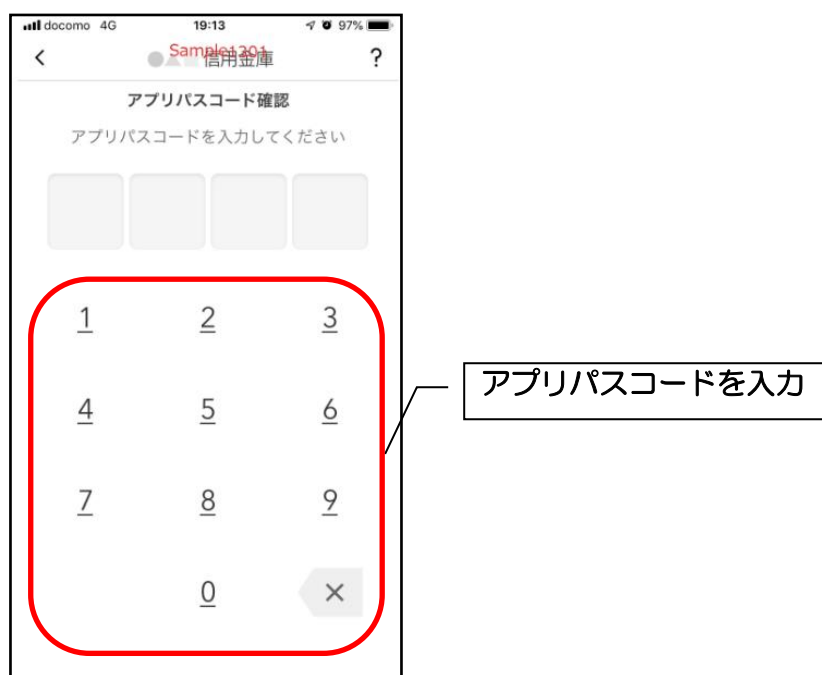 docomo 4G 19:13 97%
Sample1201
●▲■信用金庫 ?
アプリパスコード確認
アプリパスコードを入力してください
1 2 3
4 5 6
7 8 9
0 ×
アプリパスコードを入力